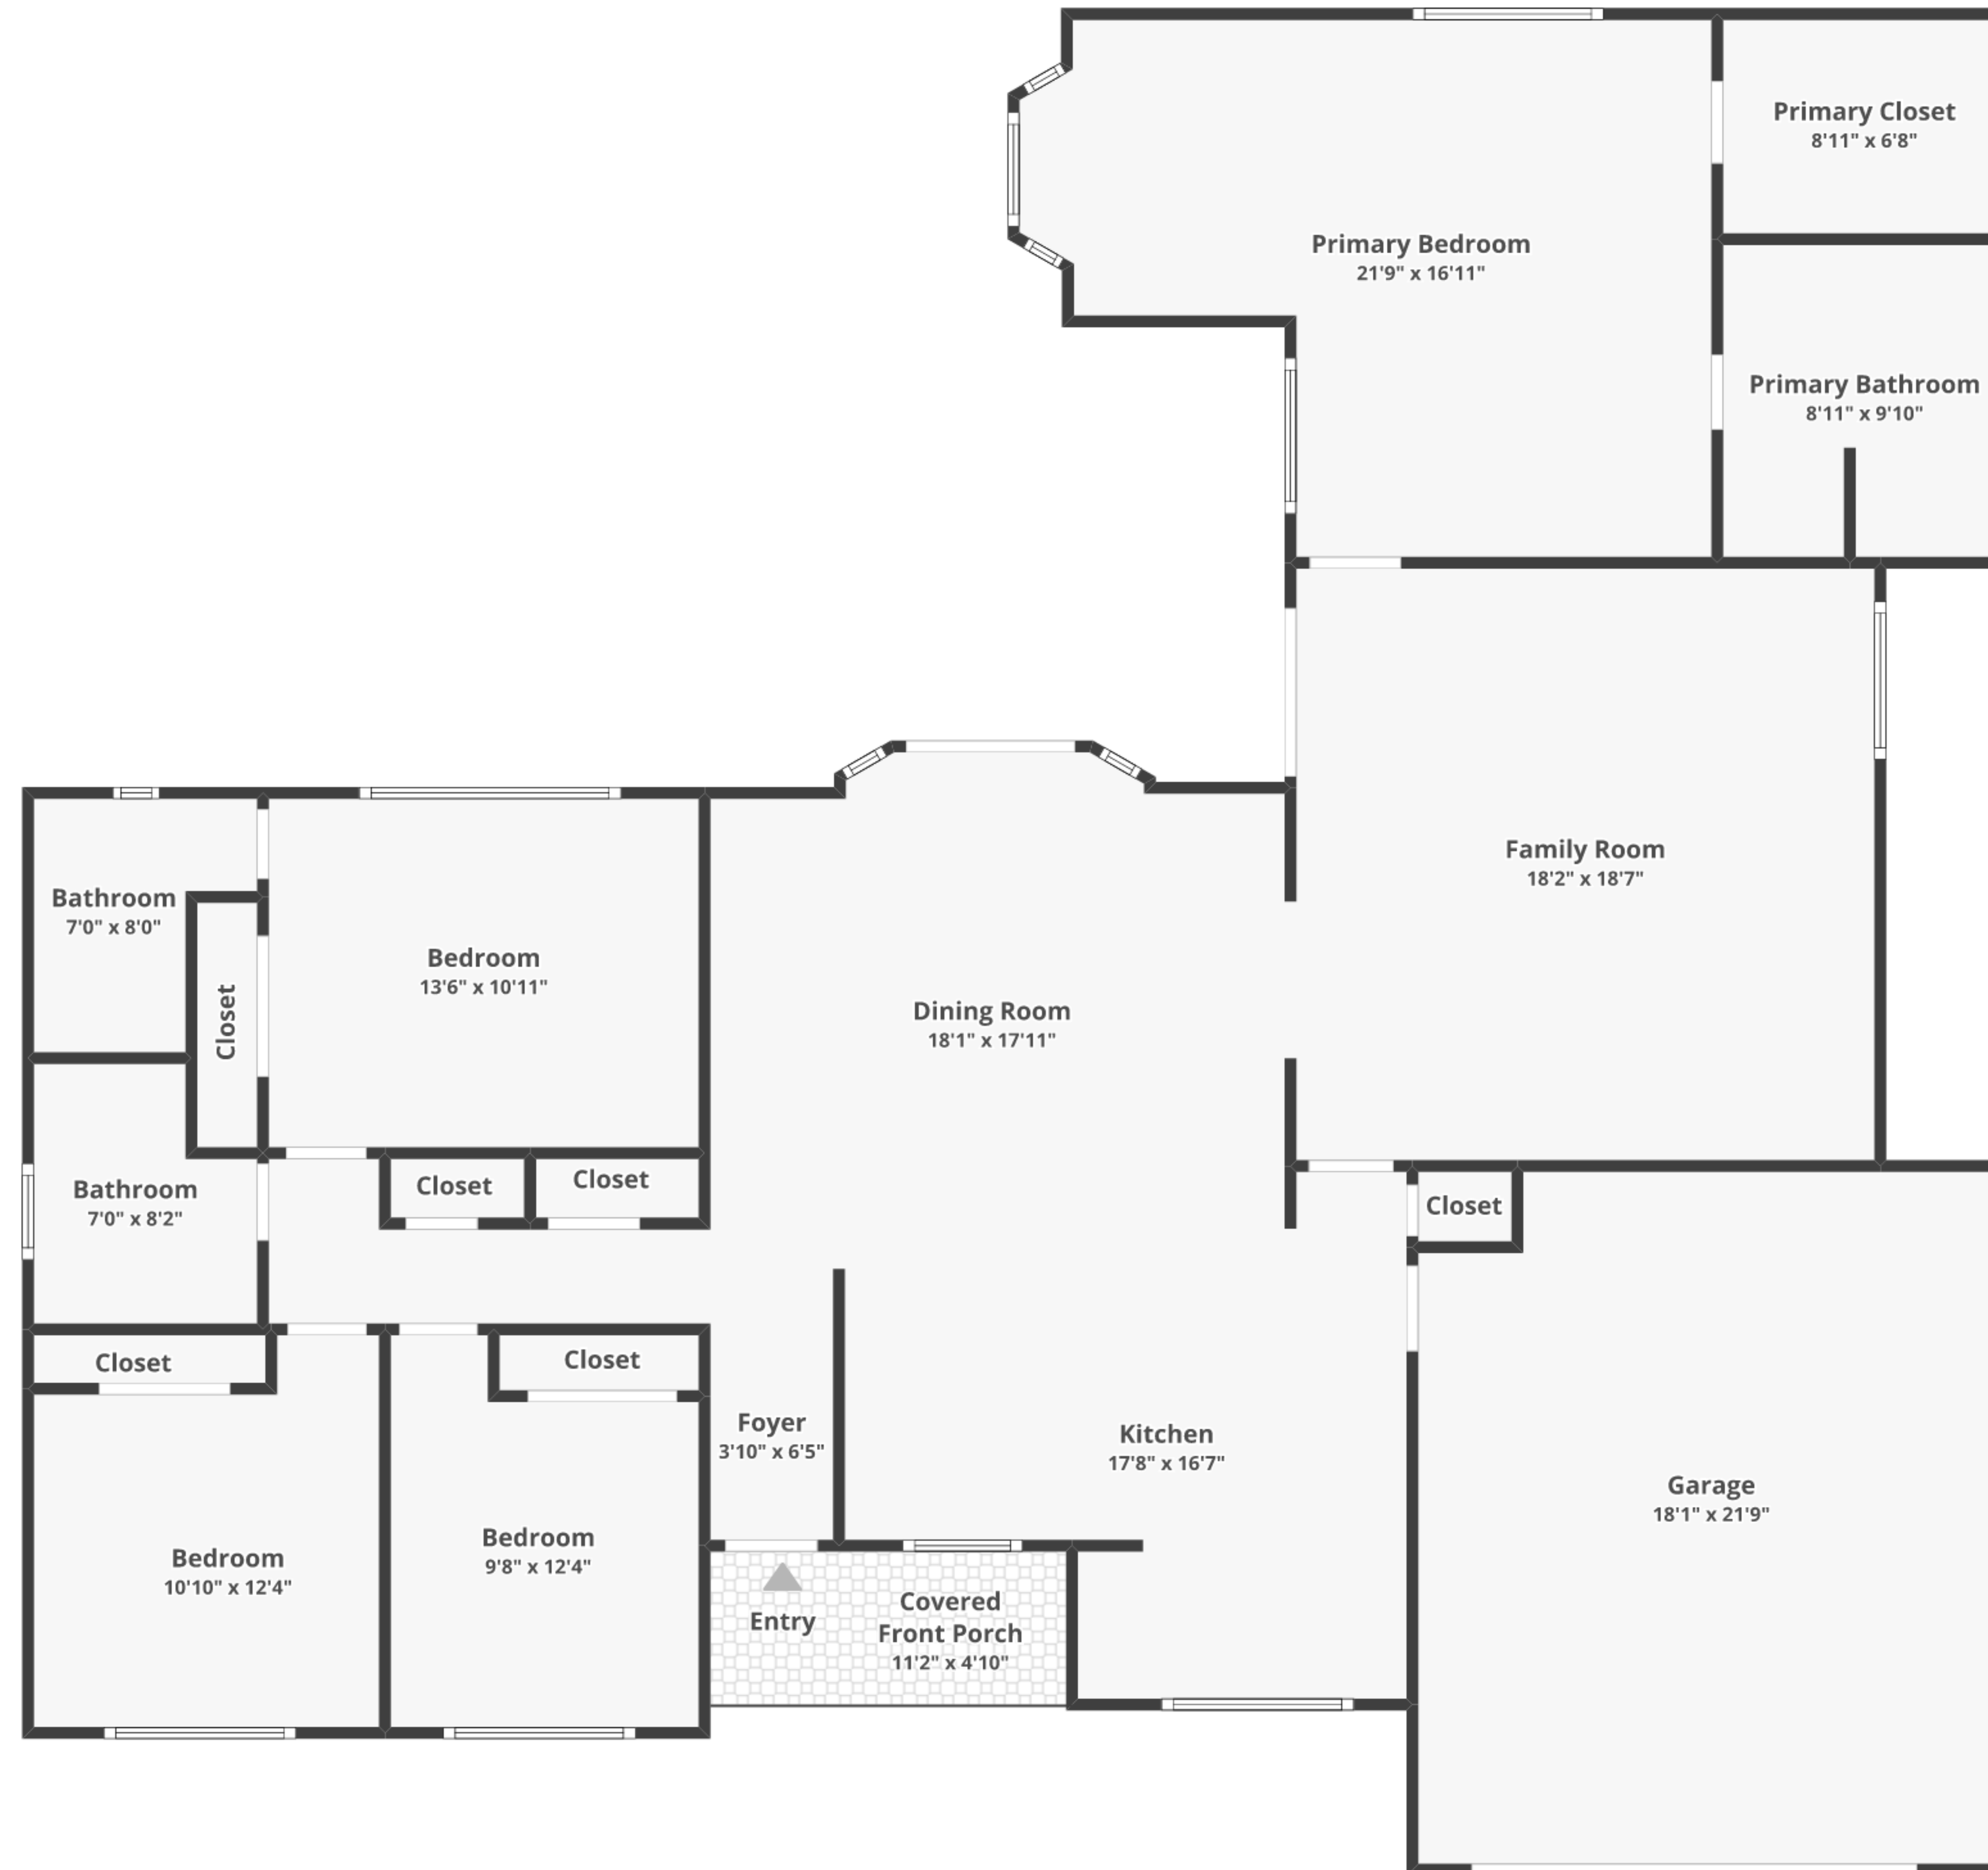 Primary Closet
8'11" x 6'8"
Primary Bedroom
21'9" x 16'11"
Primary Bathroom
8'11" x 9'10"
Family Room
18'2" x 18'7"
Bathroom
7'0" x 8'0"
Closet
Bedroom
13'6" x 10'11"
Dining Room
18'1" x 17'11"
Bathroom
7'0" x 8'2"
Closet
Closet
Closet
Closet
Closet
Foyer
3'10" x 6'5"
Kitchen
17'8" x 16'7"
Garage
18'1" x 21'9"
Bedroom
10'10" x 12'4"
Bedroom
9'8" x 12'4"
Entry
Covered
Front Porch
11'2" x 4'10"